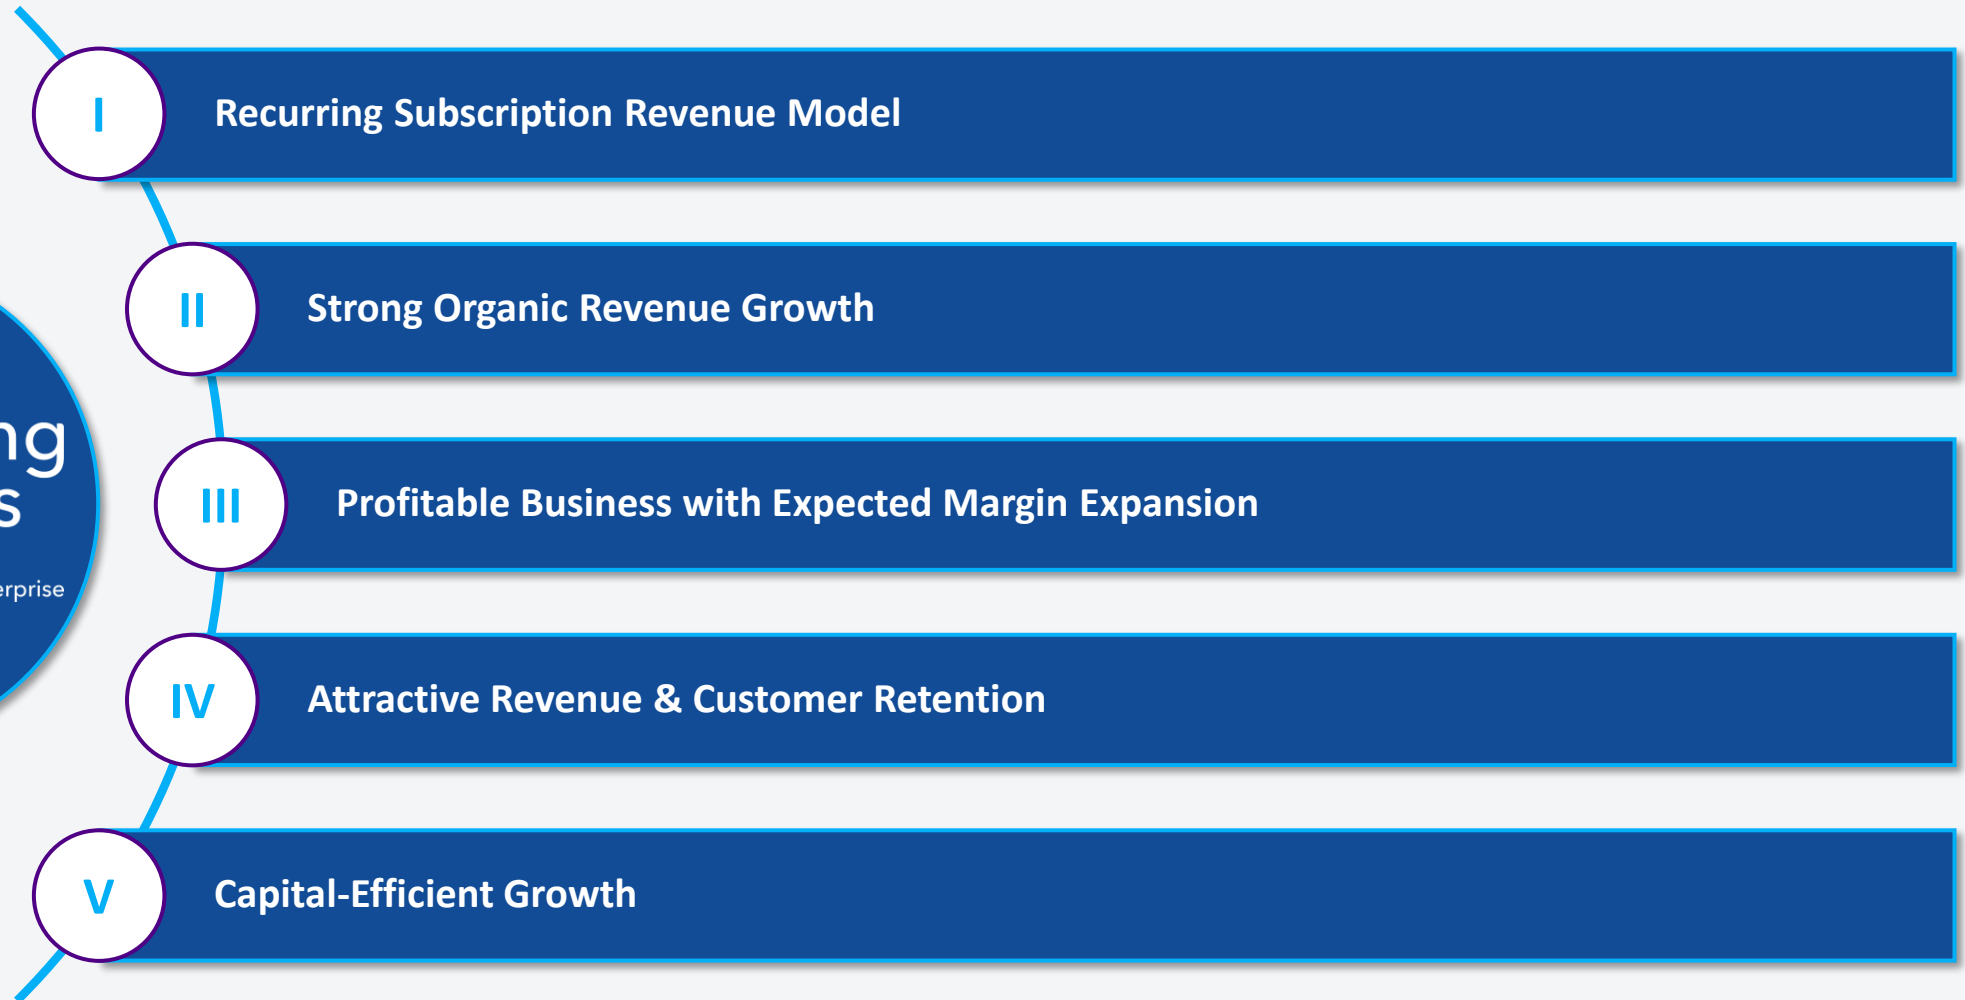 I
Recurring Subscription Revenue Model
II
Strong Organic Revenue Growth
III
Profitable Business with Expected Margin Expansion
IV
Attractive Revenue & Customer Retention
V
Capital-Efficient Growth